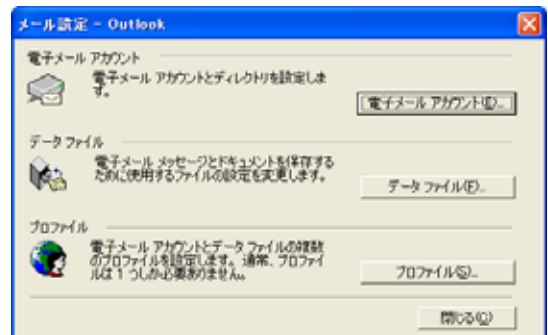 メール設定 - Outlook
電子メール アカウント
電子メール アカウントとディレクトリを設定しま
す。
電子メール アカウント(E)...
データ ファイル
電子メール メッセージとドキュメントを保存する
ために使用するファイルの設定を変更します。
データ ファイル(F)...
プロファイル
電子メール アカウントとデータ ファイルの複数
のプロファイルを設定します。通常、プロファイ
ルは 1 つしか必要ありません。
プロファイル(S)...
閉じる(C)